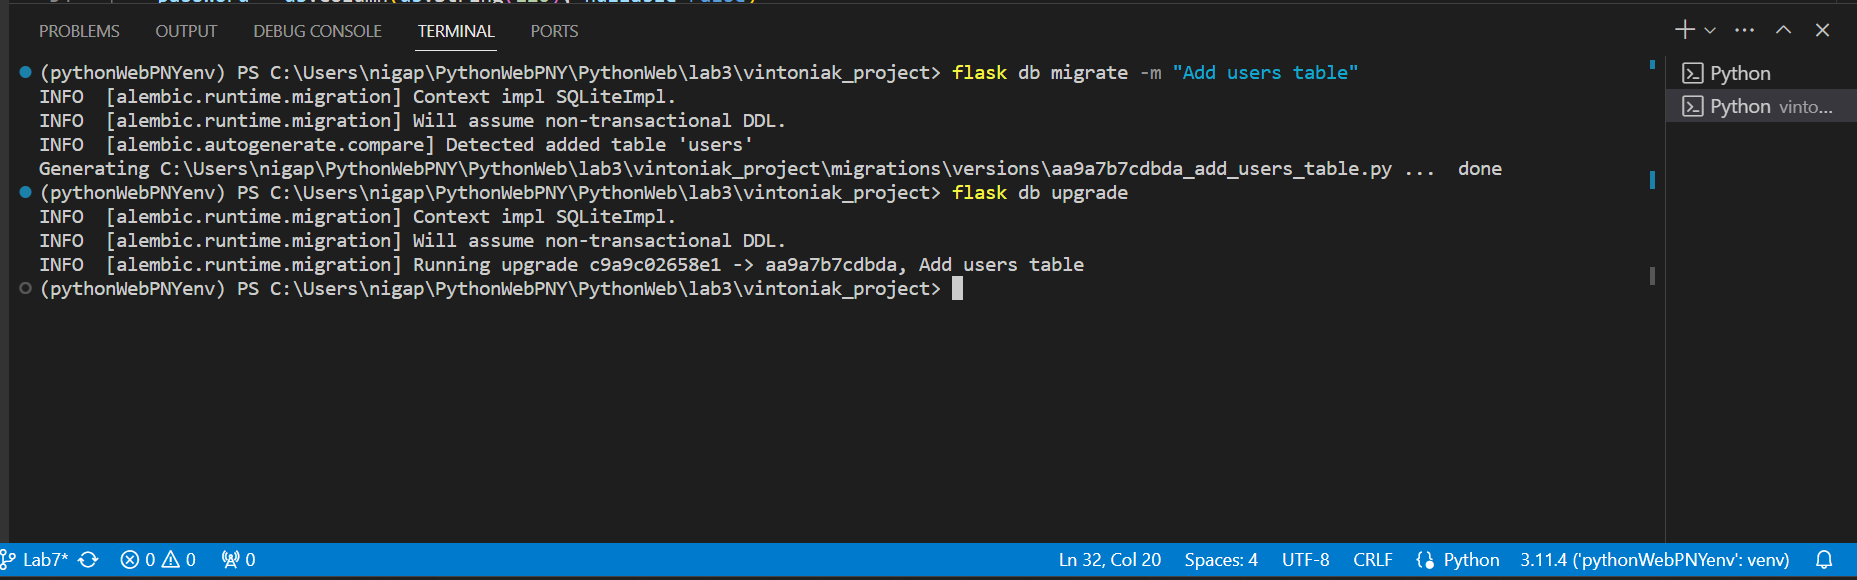 PROBLEMS OUTPUT DEBUG CONSOLE TERMINAL PORTS
(pythonWebPNYenv) PS C:\Users\nigap\PythonWebPNY\PythonWeb\lab3\vintoniak_project> flask db migrate -m "Add users table"
INFO  [alembic.runtime.migration] Context impl SQLiteImpl.
INFO  [alembic.runtime.migration] Will assume non-transactional DDL.
INFO  [alembic.autogenerate.compare] Detected added table 'users'
Generating C:\Users\nigap\PythonWebPNY\PythonWeb\lab3\vintoniak_project\migrations\versions\aa9a7b7cdbda_add_users_table.py ...  done
(pythonWebPNYenv) PS C:\Users\nigap\PythonWebPNY\PythonWeb\lab3\vintoniak_project> flask db upgrade
INFO  [alembic.runtime.migration] Context impl SQLiteImpl.
INFO  [alembic.runtime.migration] Will assume non-transactional DDL.
INFO  [alembic.runtime.migration] Running upgrade c9a9c02658e1 -> aa9a7b7cdbda, Add users table
(pythonWebPNYenv) PS C:\Users\nigap\PythonWebPNY\PythonWeb\lab3\vintoniak_project>
Python
Python vinto...
Lab7* 0 0 0 Ln 32, Col 20 Spaces: 4 UTF-8 CRLF Python 3.11.4 ('pythonWebPNYenv': venv)